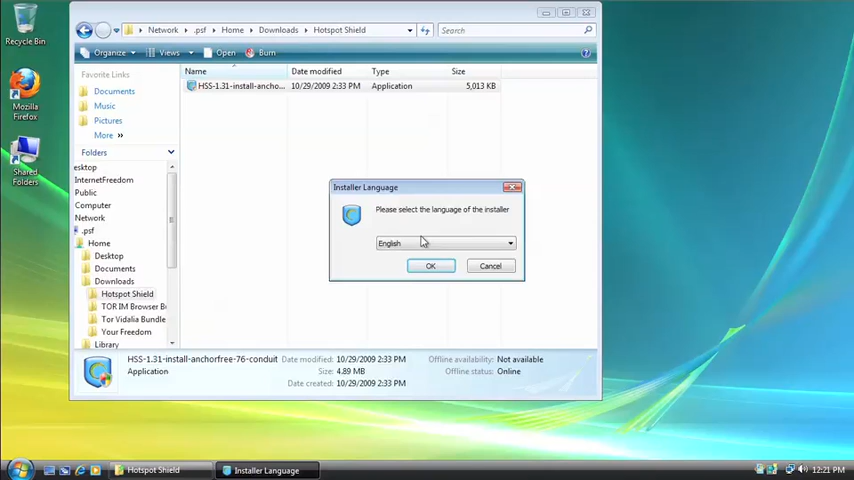 Recycle Bin
Mozilla Firefox
Shared Folders
Network .psf Home Downloads Hotspot Shield
Search
Organize Views Open Burn
Favorite Links
Documents
Music
Pictures
More »
Folders
esktop
InternetFreedom
Public
Computer
Network
.psf
Home
Desktop
Documents
Downloads
Hotspot Shield
TOR IM Browser Bu
Tor Vidalia Bundle
Your Freedom
Library
Name Date modified Type Size
HSS-1.31-install-ancho... 10/29/2009 2:33 PM Application 5,013 KB
Installer Language
Please select the language of the installer
English
OK Cancel
HSS-1.31-install-anchorfree-76-conduit Date modified: 10/29/2009 2:33 PM Offline availability: Not available
Application Size: 4.89 MB Offline status: Online
Date created: 10/29/2009 2:33 PM
Hotspot Shield Installer Language 12:21 PM